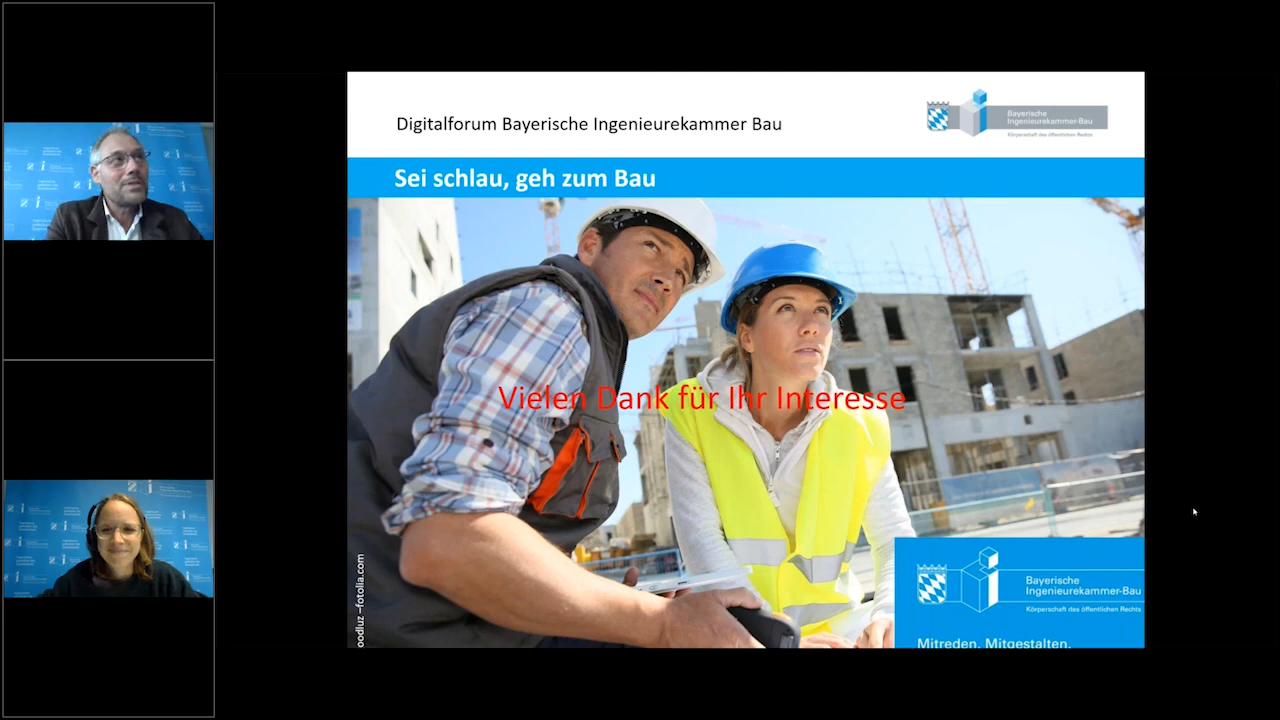 Digitalforum Bayerische Ingenieurekammer Bau
Bayerische
Ingenieurekammer-Bau
Körperschaft des öffentlichen Rechts
Sei schlau, geh zum Bau
Vielen Dank für Ihr Interesse
oodluz –fotolia.com
Bayerische
Ingenieurekammer-Bau
Körperschaft des öffentlichen Rechts
Mitreden. Mitgestalten.